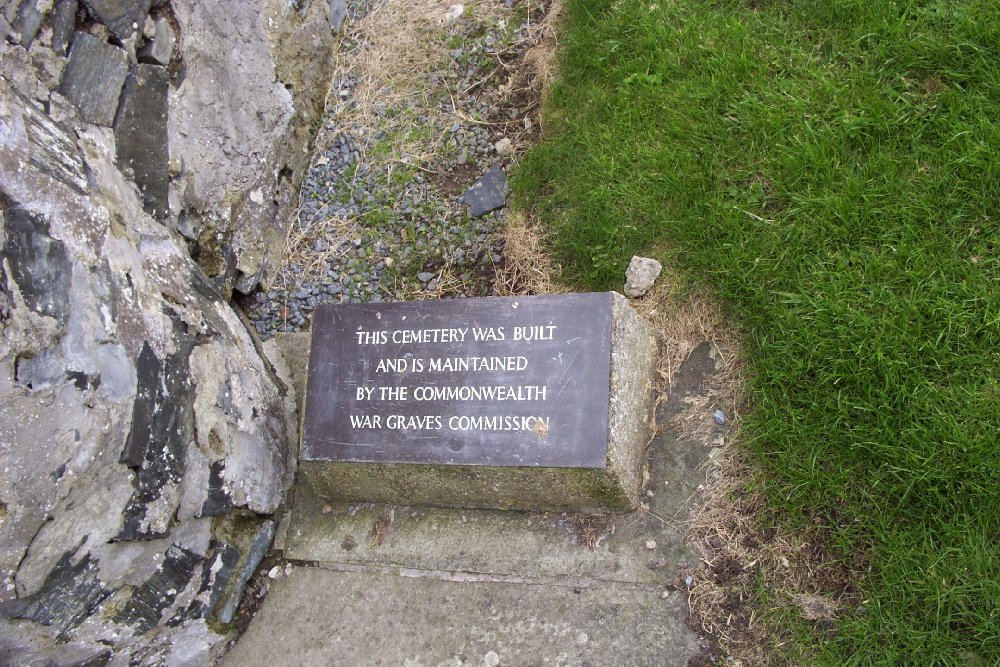 THIS CEMETERY WAS BUILT
AND IS MAINTAINED
BY THE COMMONWEALTH
WAR GRAVES COMMISSION